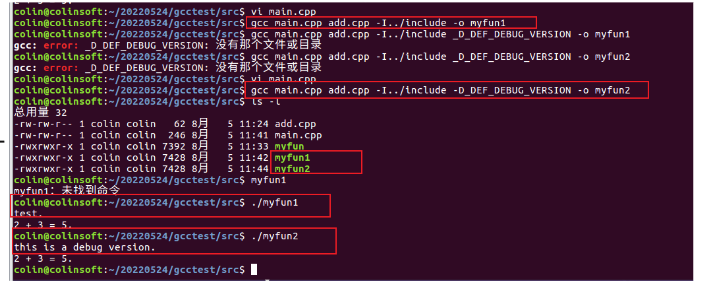 colin@colinsoft:~/20220524/gcctest/src$ vi main.cpp
colin@colinsoft:~/20220524/gcctest/src$ gcc main.cpp add.cpp -I../include -o myfun1
colin@colinsoft:~/20220524/gcctest/src$ gcc main.cpp add.cpp -I../include _D_DEF_DEBUG_VERSION -o myfun1
gcc: error: _D_DEF_DEBUG_VERSION: 没有那个文件或目录
colin@colinsoft:~/20220524/gcctest/src$ gcc main.cpp add.cpp -I../include _D_DEF_DEBUG_VERSION -o myfun2
gcc: error: _D_DEF_DEBUG_VERSION: 没有那个文件或目录
colin@colinsoft:~/20220524/gcctest/src$ vi main.cpp
colin@colinsoft:~/20220524/gcctest/src$ gcc main.cpp add.cpp -I../include -D_DEF_DEBUG_VERSION -o myfun2
colin@colinsoft:~/20220524/gcctest/src$ ls -l
总用量 32
-rw-rw-r-- 1 colin colin   62 8月   5 11:24 add.cpp
-rw-rw-r-- 1 colin colin  246 8月   5 11:41 main.cpp
-rwxrwxr-x 1 colin colin 7392 8月   5 11:33 myfun
-rwxrwxr-x 1 colin colin 7428 8月   5 11:42 myfun1
-rwxrwxr-x 1 colin colin 7428 8月   5 11:44 myfun2
colin@colinsoft:~/20220524/gcctest/src$ myfun1
myfun1: 未找到命令
colin@colinsoft:~/20220524/gcctest/src$ ./myfun1
test.
2 + 3 = 5.
colin@colinsoft:~/20220524/gcctest/src$ ./myfun2
this is a debug version.
2 + 3 = 5.
colin@colinsoft:~/20220524/gcctest/src$